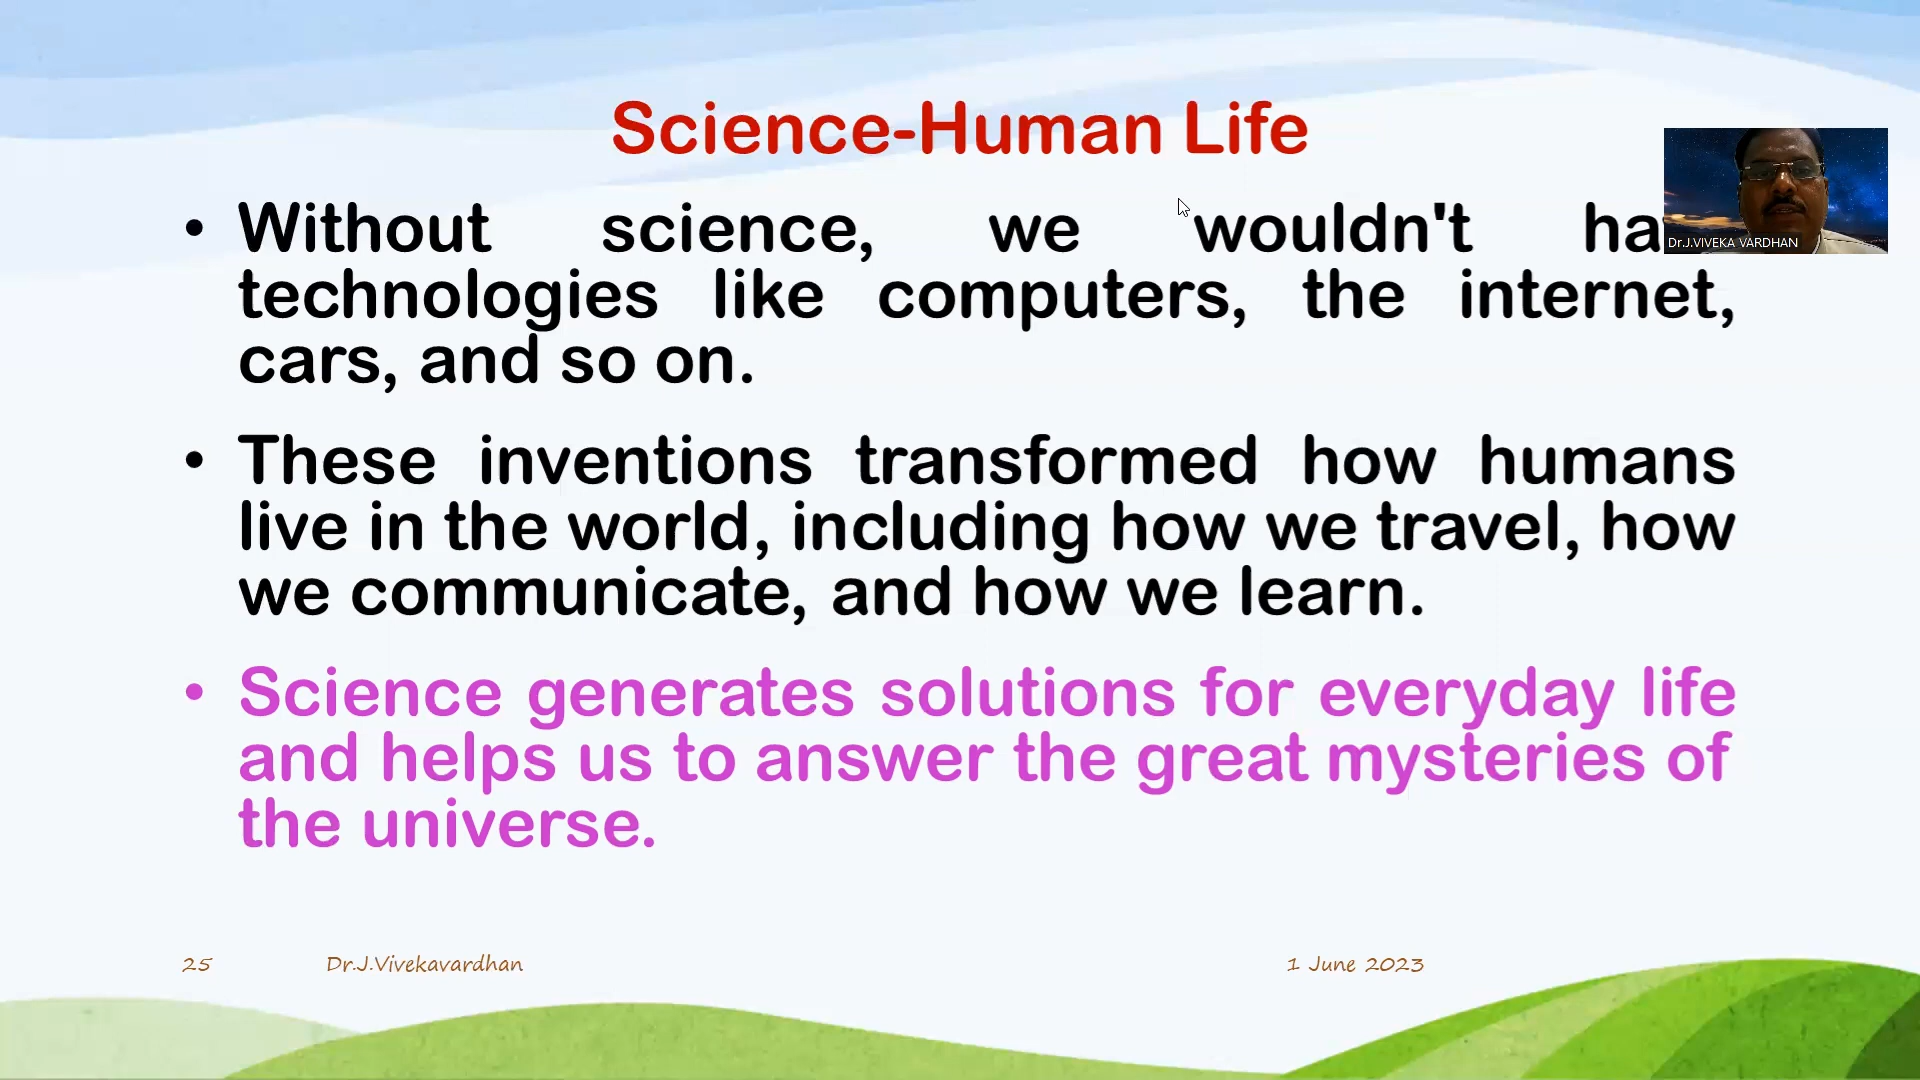 Science-Human Life
• Without science, we wouldn't ha
technologies like computers, the internet,
cars, and so on.
• These inventions transformed how humans
live in the world, including how we travel, how
we communicate, and how we learn.
• Science generates solutions for everyday life
and helps us to answer the great mysteries of
the universe.
Dr.J.VIVEKA VARDHAN
25 Dr.J.Vivekavardhan 1 June 2023